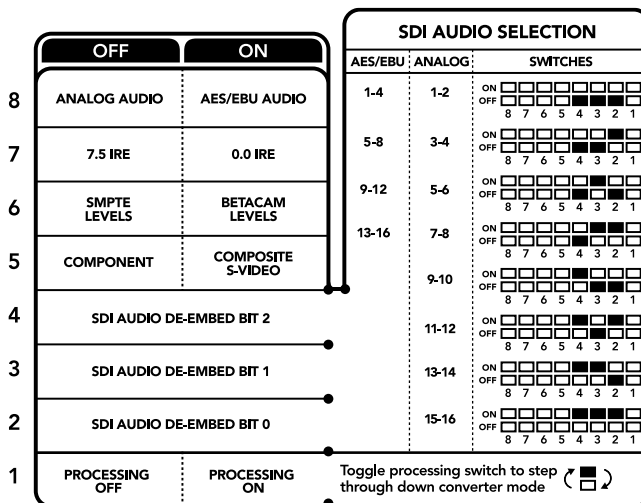 OFF ON
8 ANALOG AUDIO AES/EBU AUDIO
7 7.5 IRE 0.0 IRE
6 SMPTE LEVELS BETACAM LEVELS
5 COMPONENT COMPOSITE S-VIDEO
4 SDI AUDIO DE-EMBED BIT 2
3 SDI AUDIO DE-EMBED BIT 1
2 SDI AUDIO DE-EMBED BIT 0
1 PROCESSING OFF PROCESSING ON
SDI AUDIO SELECTION
AES/EBU ANALOG SWITCHES
1-4 1-2 ON
OFF
8 7 6 5 4 3 2 1
5-8 3-4 ON
OFF
8 7 6 5 4 3 2 1
9-12 5-6 ON
OFF
8 7 6 5 4 3 2 1
13-16 7-8 ON
OFF
8 7 6 5 4 3 2 1
9-10 ON
OFF
8 7 6 5 4 3 2 1
11-12 ON
OFF
8 7 6 5 4 3 2 1
13-14 ON
OFF
8 7 6 5 4 3 2 1
15-16 ON
OFF
8 7 6 5 4 3 2 1
Toggle processing switch to step
through down converter mode